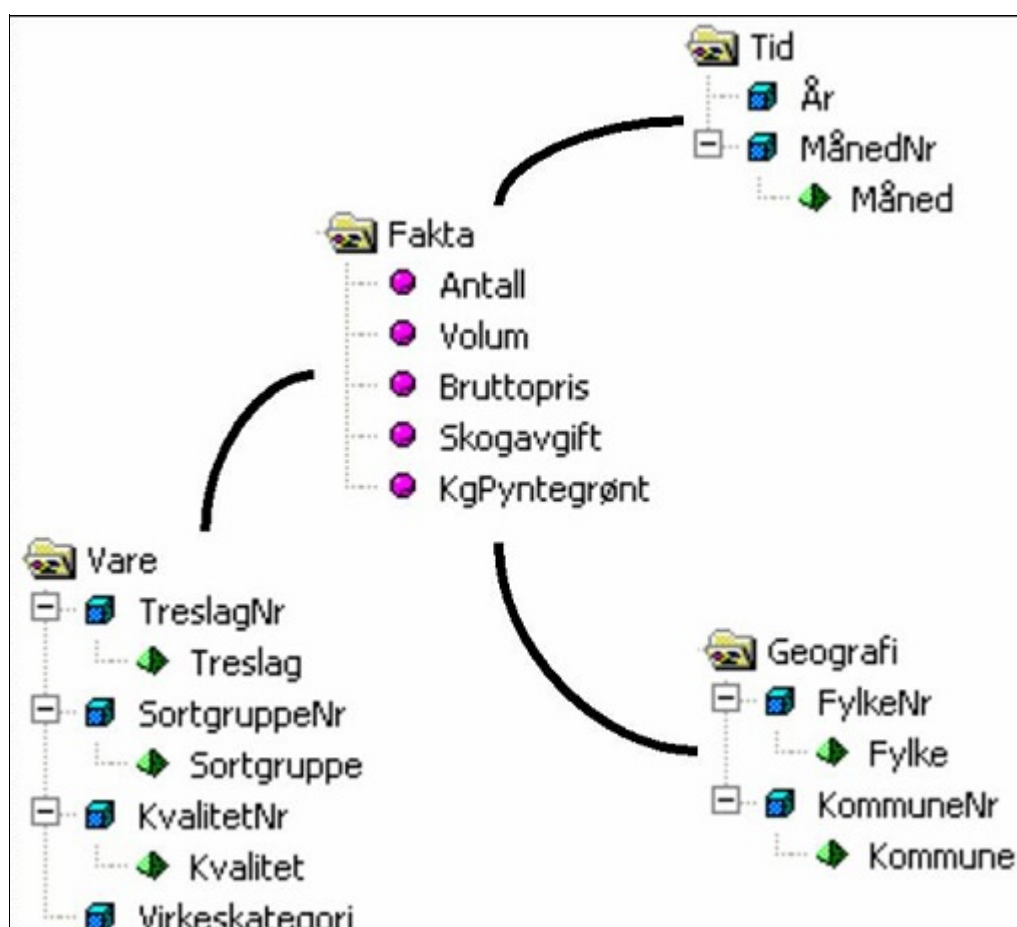 Tid
År
MånedNr
Måned
Fakta
Antall
Volum
Bruttopris
Skogavgift
KgPyntegrønt
Vare
TreslagNr
Treslag
SortgruppeNr
Sortgruppe
KvalitetNr
Kvalitet
Virkeskategori
Geografi
FylkeNr
Fylke
KommuneNr
Kommune